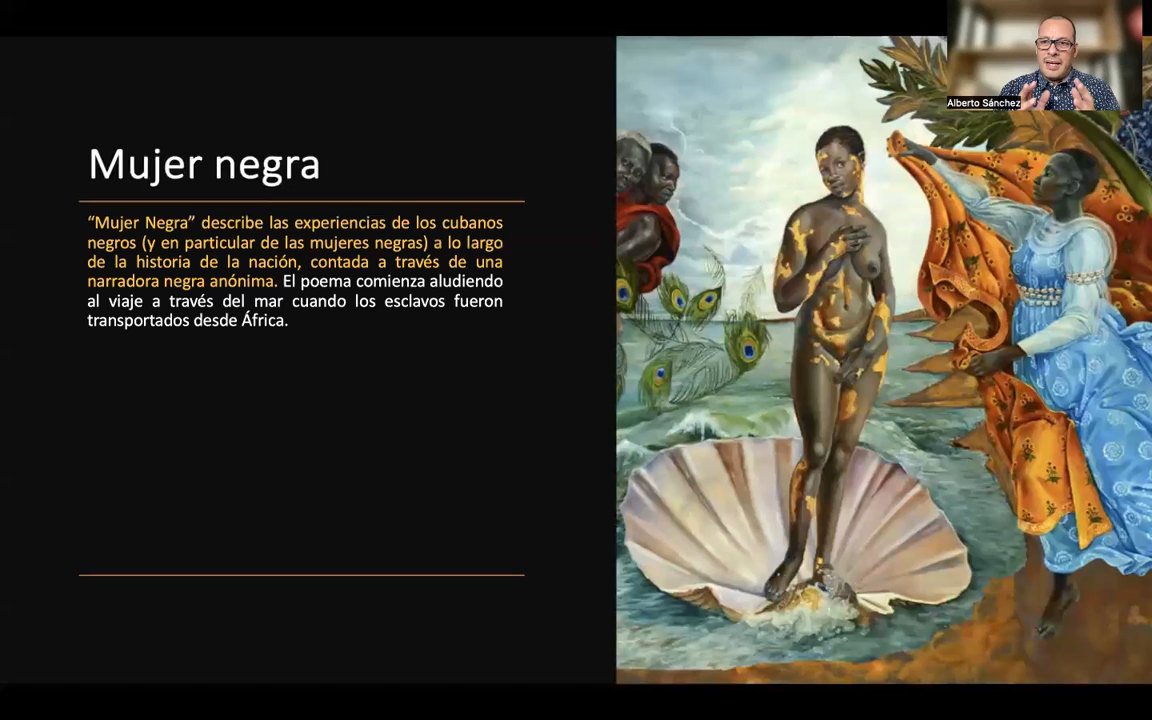 Alberto Sánchez
Mujer negra
“Mujer Negra” describe las experiencias de los cubanos
negros (y en particular de las mujeres negras) a lo largo
de la historia de la nación, contada a través de una
narradora negra anónima. El poema comienza aludiendo
al viaje a través del mar cuando los esclavos fueron
transportados desde África.